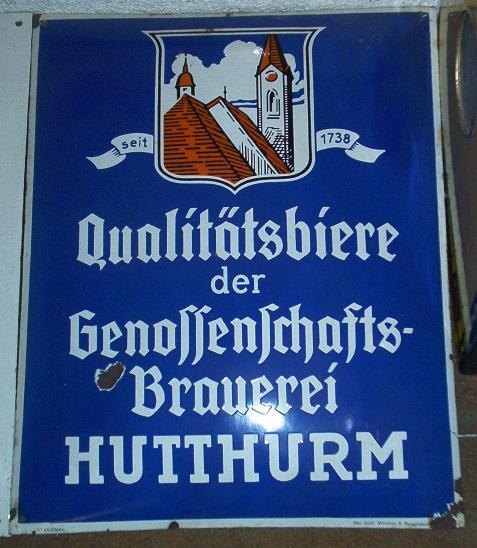 seit 1738
Qualitätsbiere
der
Genossenschafts-
Brauerei
HUTTHURM